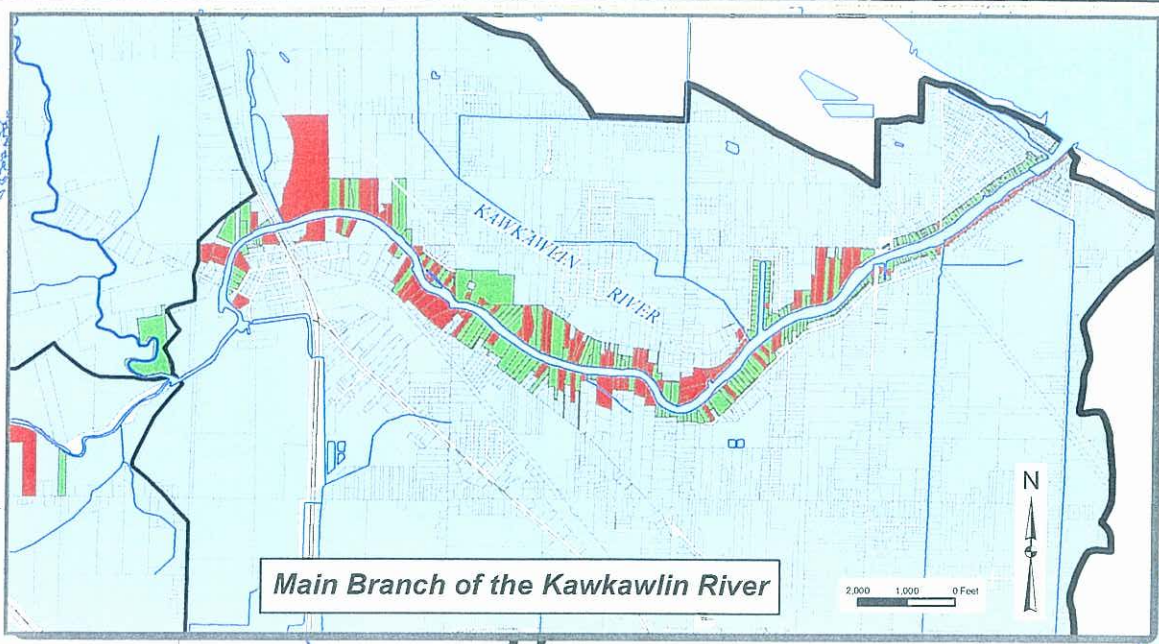 KAWKAWLIN
RIVER
N
Main Branch of the Kawkawlin River
2,000 1,000 0 Feet